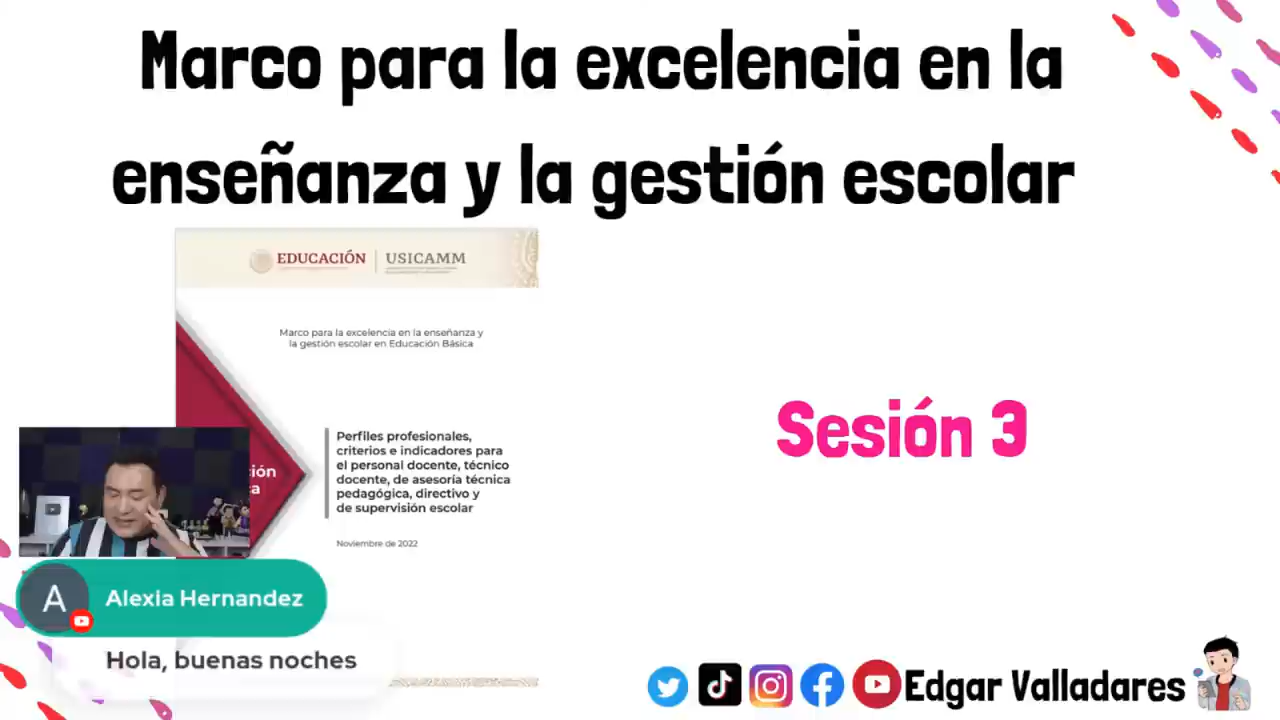 Marco para la excelencia en la
enseñanza y la gestión escolar
EDUCACIÓN | USICAMM
Marco para la excelencia en la enseñanza y
la gestión escolar en Educación Básica
Perfiles profesionales,
criterios e indicadores para
el personal docente, técnico
docente, de asesoría técnica
pedagógica, directivo y
de supervisión escolar
Noviembre de 2022
Sesión 3
A Alexia Hernandez
Hola, buenas noches
Edgar Valladares